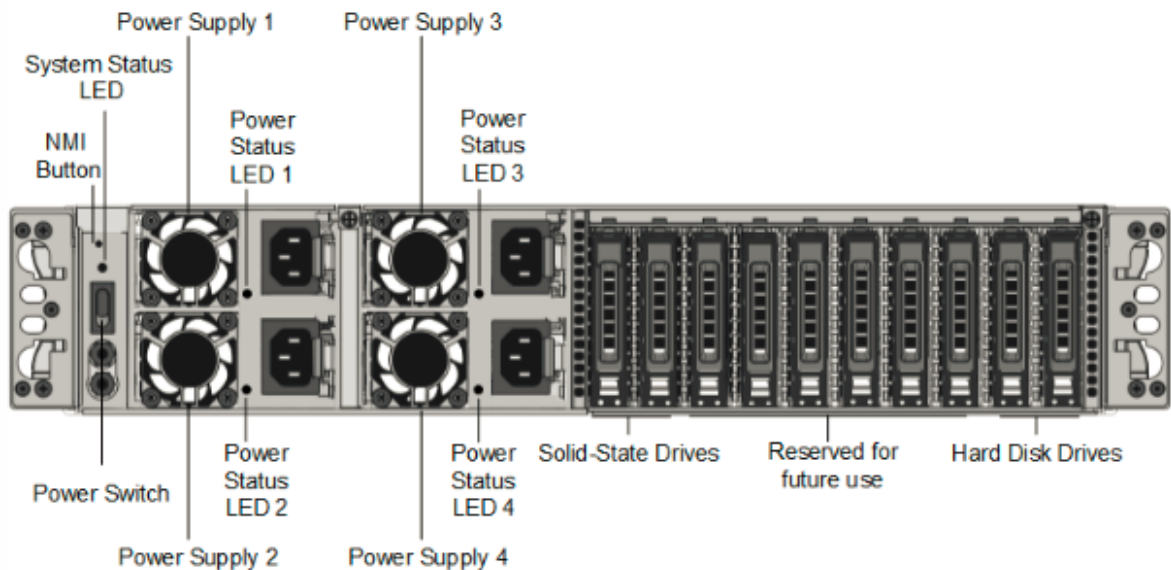 Power Supply 1
Power Supply 3
System Status
LED
NMI
Button
Power
Status
LED 1
Power
Status
LED 3
Power Switch
Power
Status
LED 2
Power
Status
LED 4
Solid-State Drives
Reserved for
future use
Hard Disk Drives
Power Supply 2
Power Supply 4